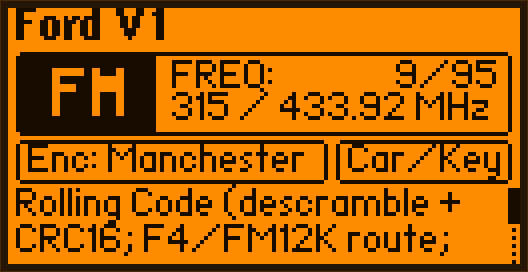 Ford V1
FM
FREQ: 9/95
315 / 433.92 MHz
Enc: Manchester
Car/Key
Rolling Code (descramble +
CRC16; F4/FM12K route;